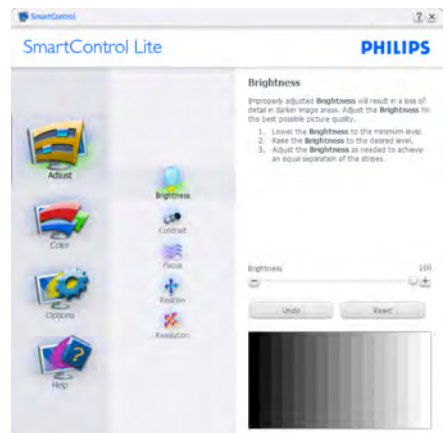 SmartControl
SmartControl Lite
PHILIPS
Adjust
Color
Options
Help
Brightness
Contrast
Focus
Position
Resolution
Brightness
Improperly adjusted Brightness will result in a loss of
detail in darker image areas. Adjust the Brightness for
the best possible picture quality.
1. Lower the Brightness to the minimum level.
2. Raise the Brightness to the desired level.
3. Adjust the Brightness as needed to achieve
an equal separation of the stripes.
Brightness 100
Undo Reset